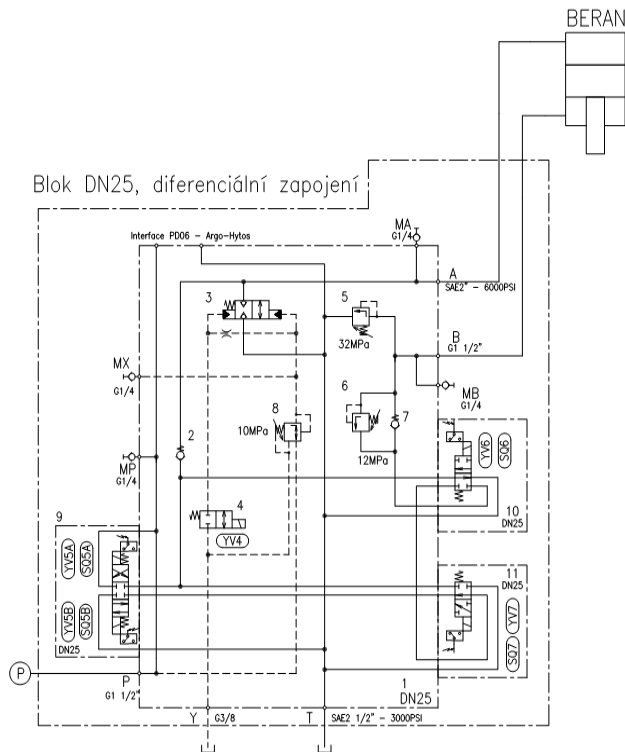 BERAN
Blok DN25, diferenciální zapojení
Interface PD06 - Argo-Hytos
MA
G1/4
A
SAE2" - 6000PSI
3
5
32MPa
B
G1 1/2"
MX
G1/4
6
MB
G1/4
8
7
10MPa
2
12MPa
YV6
SQ6
MP
G1/4
4
YV4
10
DN25
9
YV5A
SQ5A
YV5B
SQ5B
DN25
11
DN25
YV7
SQ7
P
P
G1 1/2"
1
DN25
Y
G3/8
T
SAE2 1/2" - 3000PSI